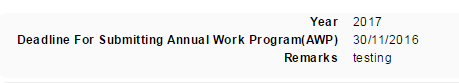 Year 2017
Deadline For Submitting Annual Work Program(AWP) 30/11/2016
Remarks testing